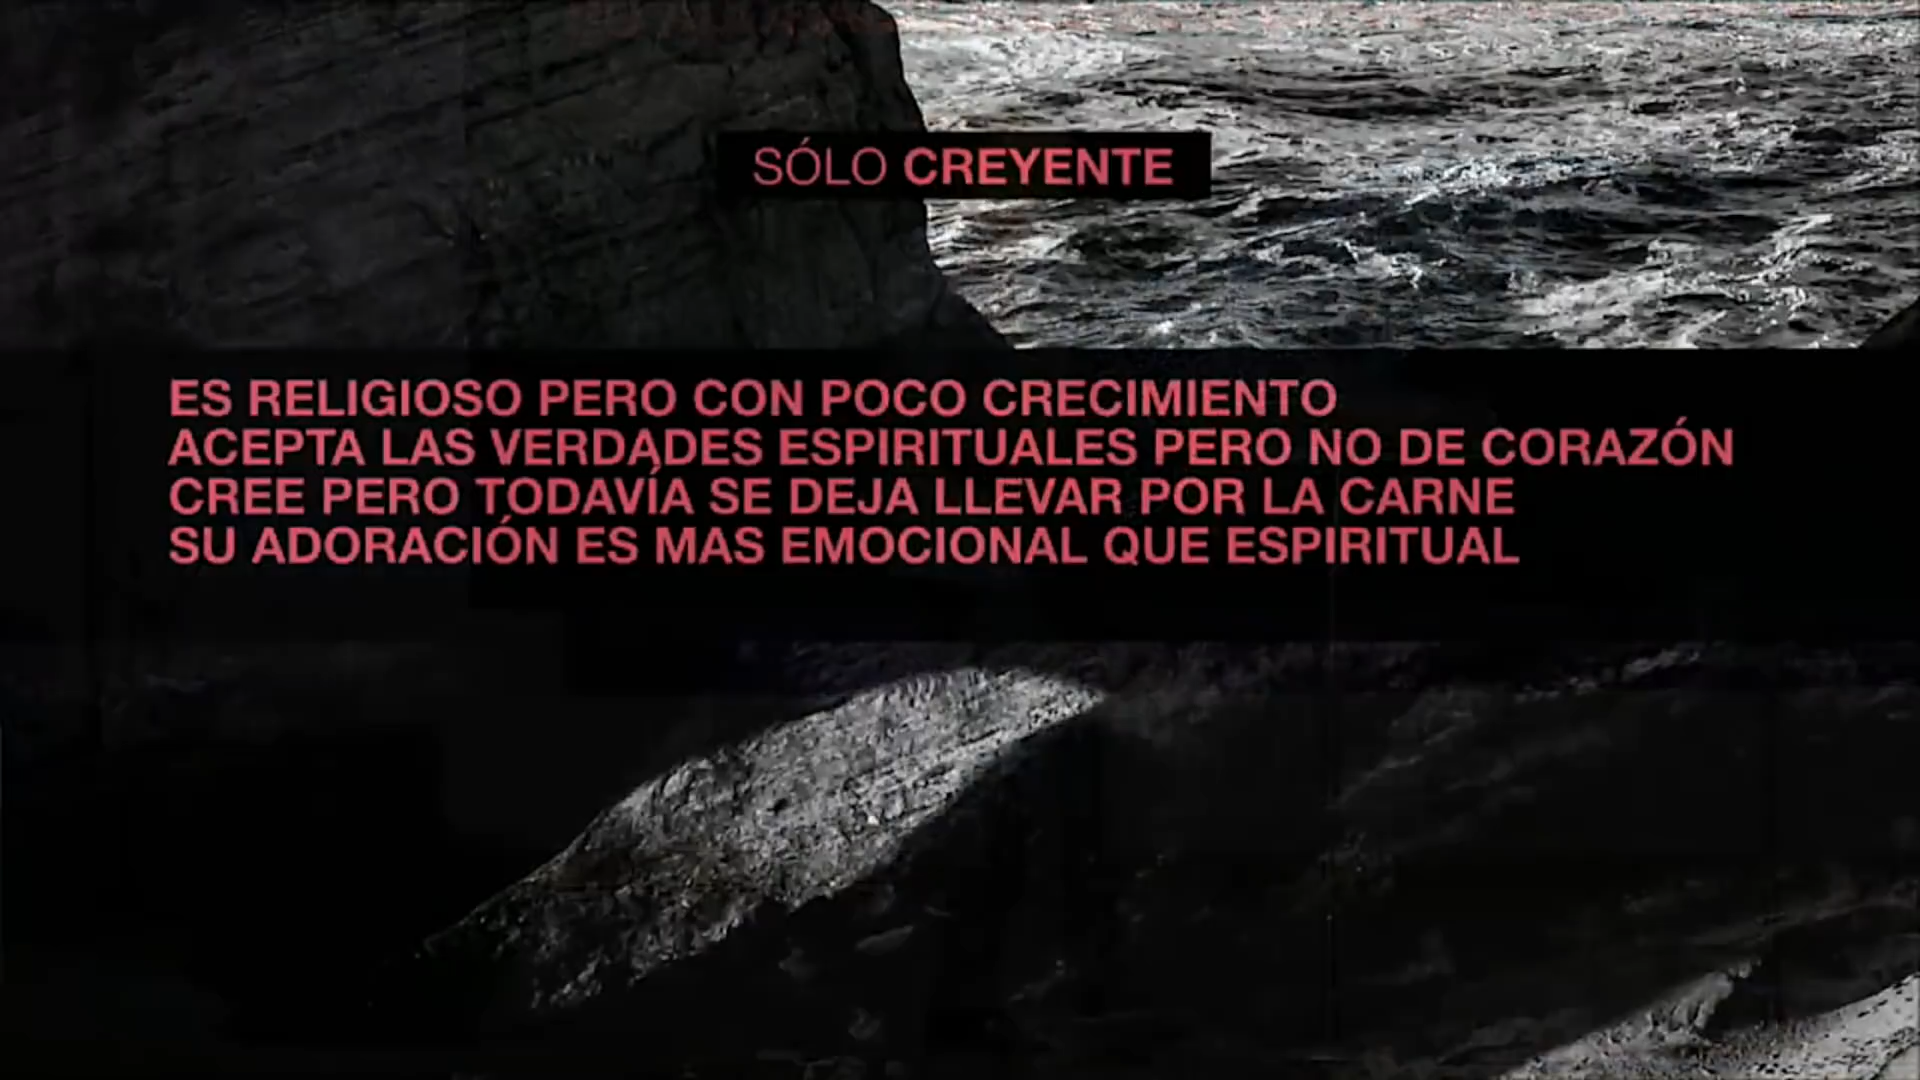 SÓLO CREYENTE
ES RELIGIOSO PERO CON POCO CRECIMIENTO
ACEPTA LAS VERDADES ESPIRITUALES PERO NO DE CORAZÓN
CREE PERO TODAVÍA SE DEJA LLEVAR POR LA CARNE
SU ADORACIÓN ES MAS EMOCIONAL QUE ESPIRITUAL